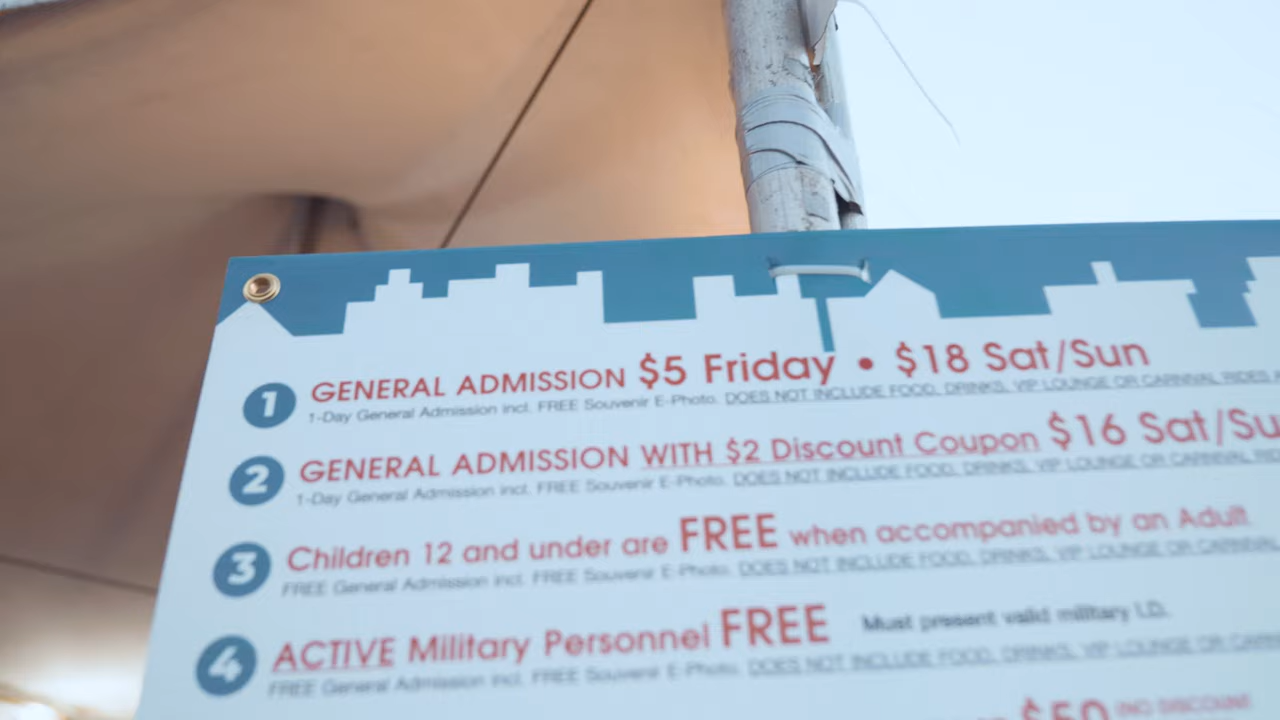 1 GENERAL ADMISSION $5 Friday • $18 Sat/Sun
1-Day General Admission incl. FREE Souvenir E-Photo. DOES NOT INCLUDE FOOD, DRINKS, VIP LOUNGE OR CARNIVAL RIDES
2 GENERAL ADMISSION WITH $2 Discount Coupon $16 Sat/Su
1-Day General Admission incl. FREE Souvenir E-Photo. DOES NOT INCLUDE FOOD, DRINKS, VIP LOUNGE OR CARNIVAL RID
3 Children 12 and under are FREE when accompanied by an Adult
FREE General Admission incl. FREE Souvenir E-Photo. DOES NOT INCLUDE FOOD, DRINKS, VIP LOUNGE OR CARNIVAL
4 ACTIVE Military Personnel FREE Must present valid military I.D.
FREE General Admission incl. FREE Souvenir E-Photo. DOES NOT INCLUDE FOOD, DRINKS, VIP LOUNGE OR CARN
$50 (NO DISCOUNT